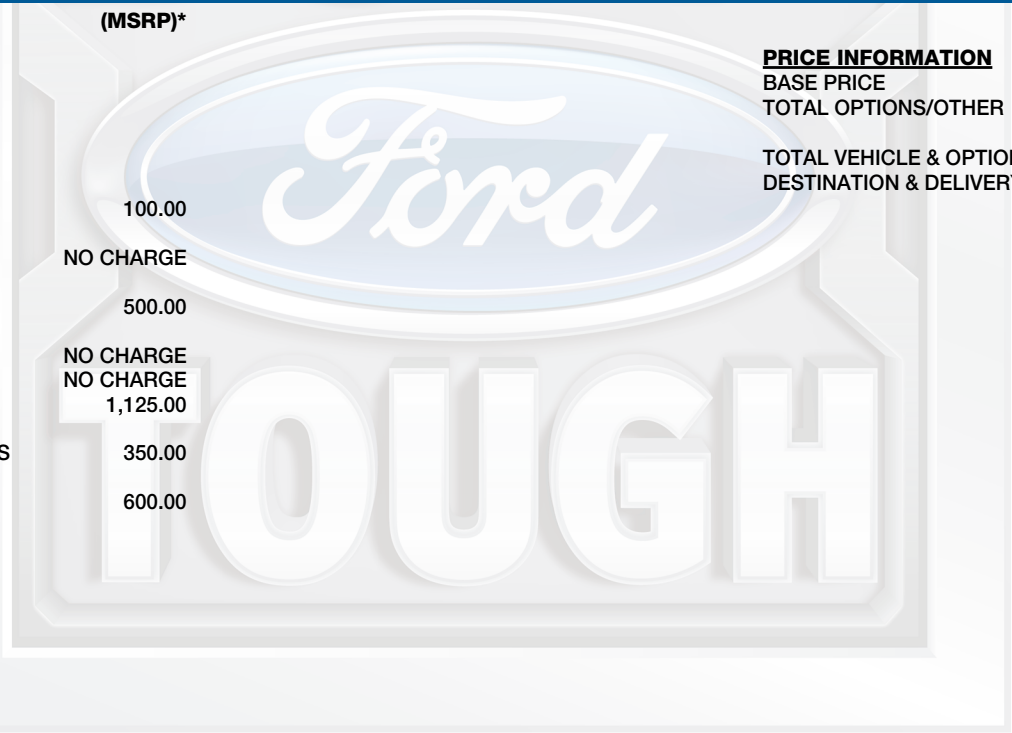 (MSRP)*
PRICE INFORMATION
BASE PRICE
TOTAL OPTIONS/OTHER
TOTAL VEHICLE & OPTION
DESTINATION & DELIVERY
100.00
NO CHARGE
500.00
NO CHARGE
NO CHARGE
1,125.00
S 350.00
600.00
Ford
TOUGH